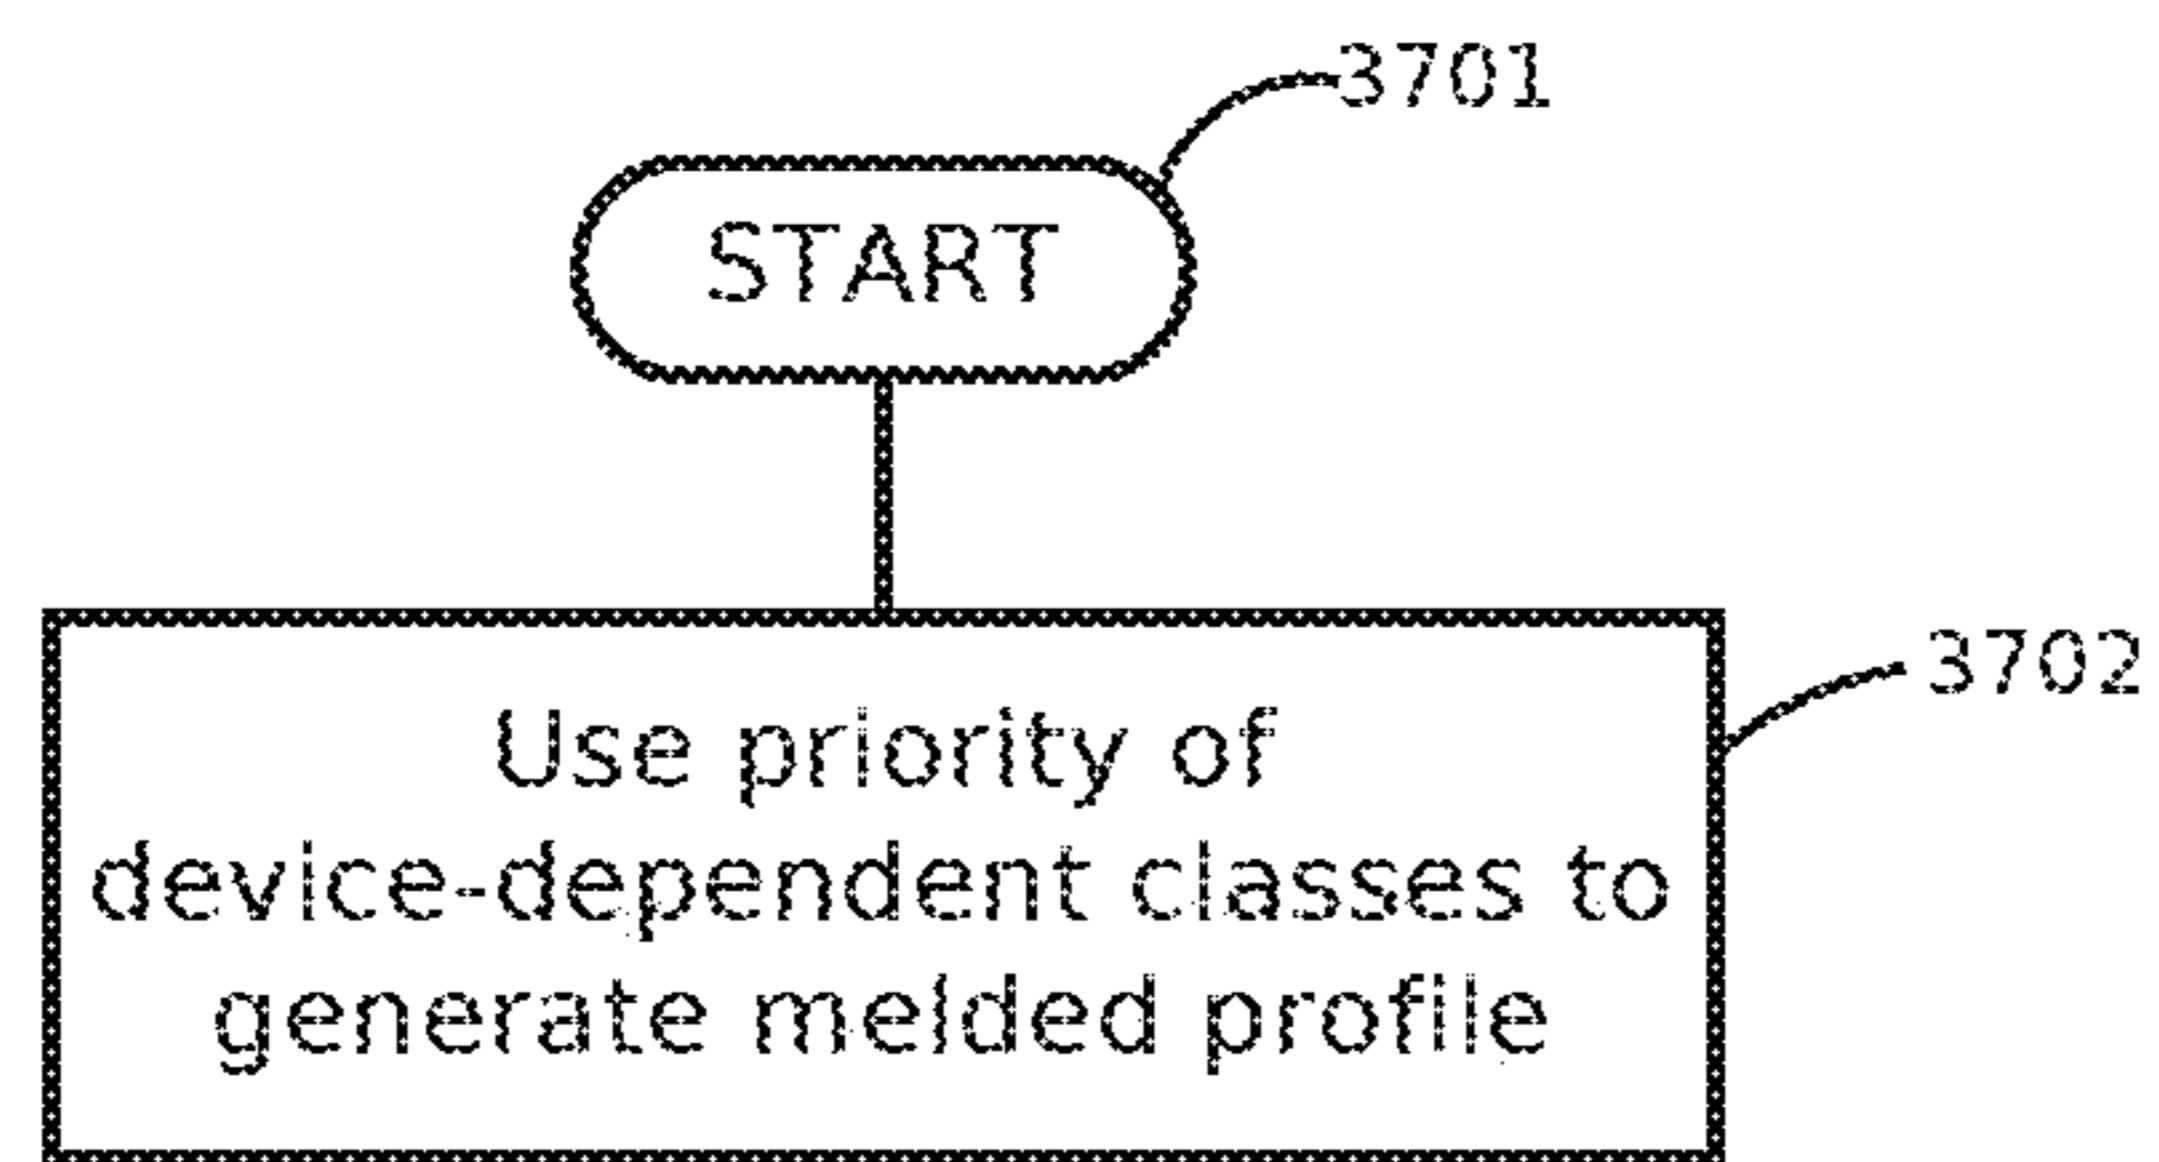 3701
START
3702
Use priority of
device-dependent classes to
generate melded profile